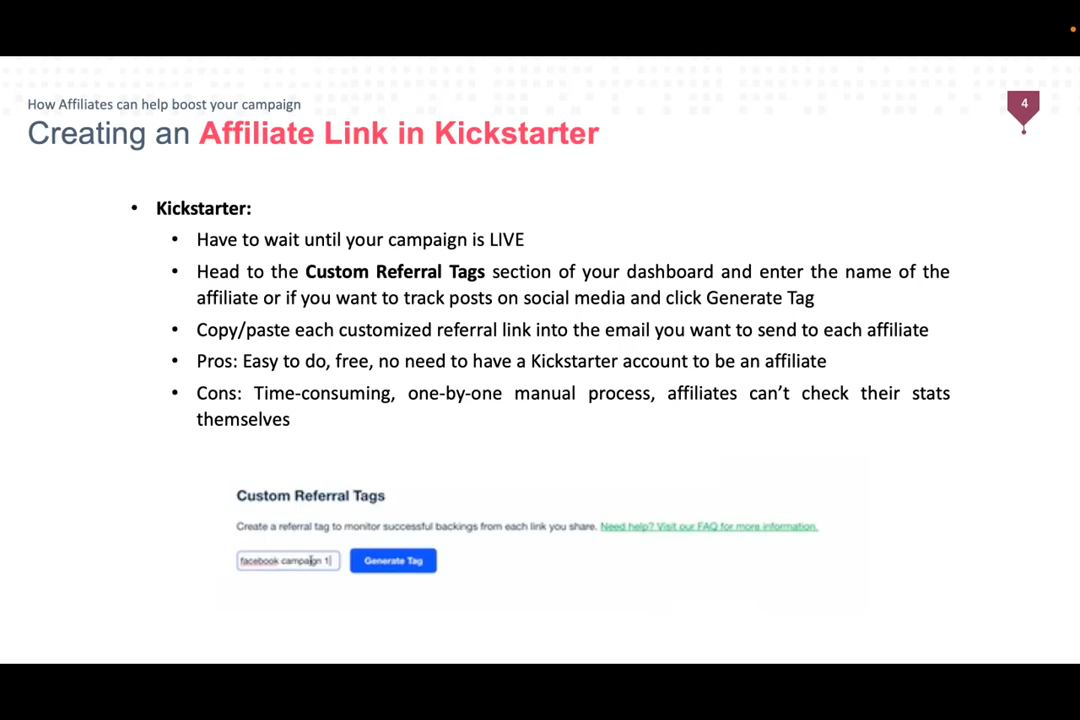 How Affiliates can help boost your campaign
4
Creating an Affiliate Link in Kickstarter
• Kickstarter:
• Have to wait until your campaign is LIVE
• Head to the Custom Referral Tags section of your dashboard and enter the name of the
affiliate or if you want to track posts on social media and click Generate Tag
• Copy/paste each customized referral link into the email you want to send to each affiliate
• Pros: Easy to do, free, no need to have a Kickstarter account to be an affiliate
• Cons: Time-consuming, one-by-one manual process, affiliates can’t check their stats
themselves
Custom Referral Tags
Create a referral tag to monitor successful backings from each link you share. Need help? Visit our FAQ for more information.
facebook campaign 1
Generate Tag